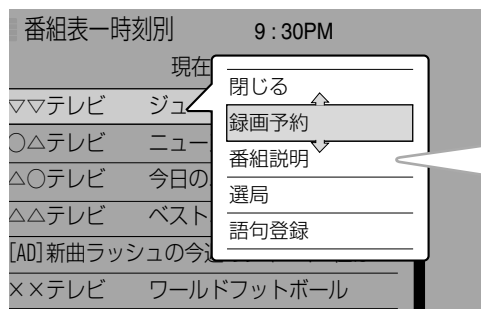 番組表ー時刻別 9:30PM
現在
▽▽テレビ ジュ
○△テレビ ニュー
△○テレビ 今日の
△△テレビ ベスト
[AD]新曲ラッシュの今週
××テレビ ワールドフットボール
閉じる
録画予約
番組説明
選局
語句登録